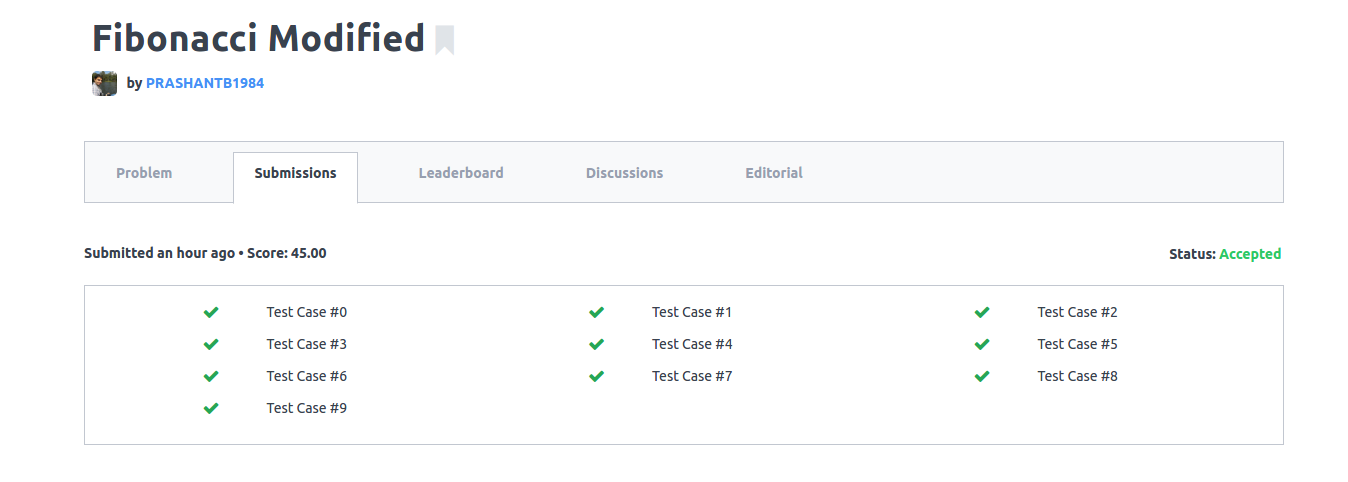 Fibonacci Modified
by PRASHANTB1984
Problem Submissions Leaderboard Discussions Editorial
Submitted an hour ago • Score: 45.00 Status: Accepted
Test Case #0 Test Case #1 Test Case #2
Test Case #3 Test Case #4 Test Case #5
Test Case #6 Test Case #7 Test Case #8
Test Case #9